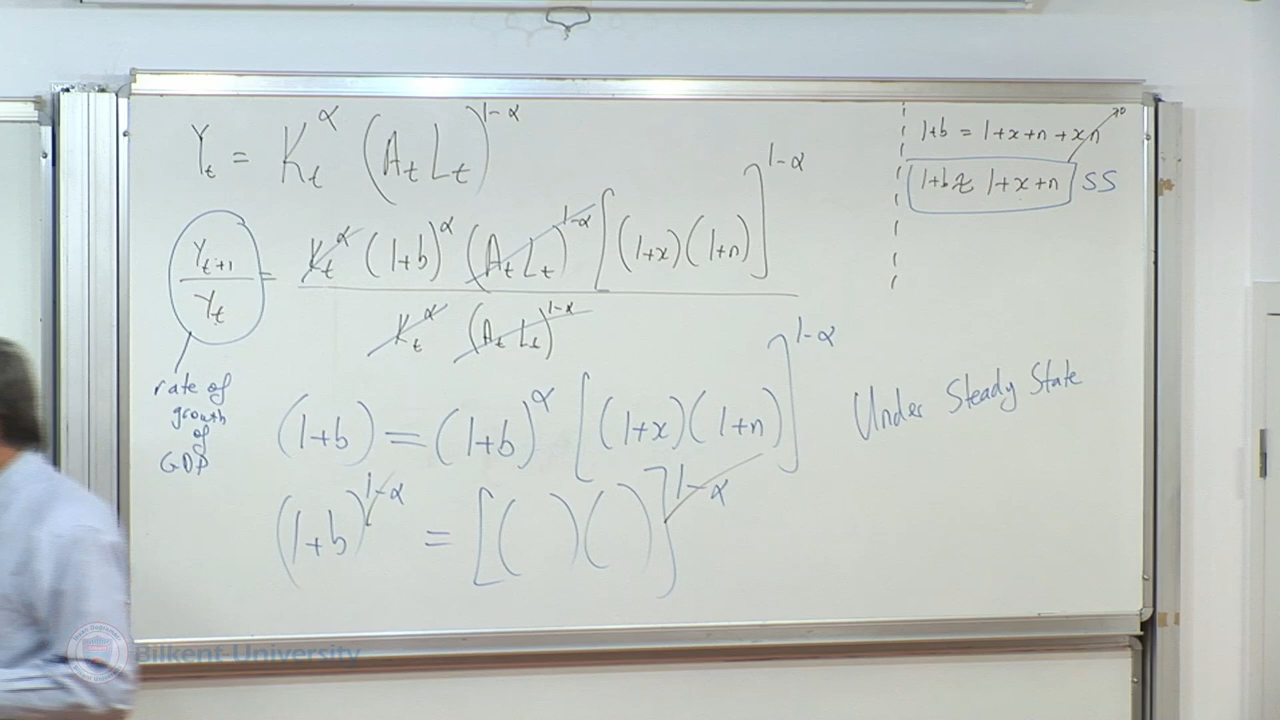 Y_t = K_t^α (A_t L_t)^{1-α}
Y_{t+1} / Y_t = K_t^α (1+b)^α (A_t L_t)^{1-α} [(1+x)(1+n)]^{1-α} / K_t^α (A_t L_t)^{1-α}
rate of
growth
of
GDP
(1+b) = (1+b)^α [(1+x)(1+n)]^{1-α}
Under Steady State
(1+b)^{1-α} = [( )( )]^{1-α}
1+b = 1+x+n+xn → 0
1+b ≈ 1+x+n SS
Bilkent University